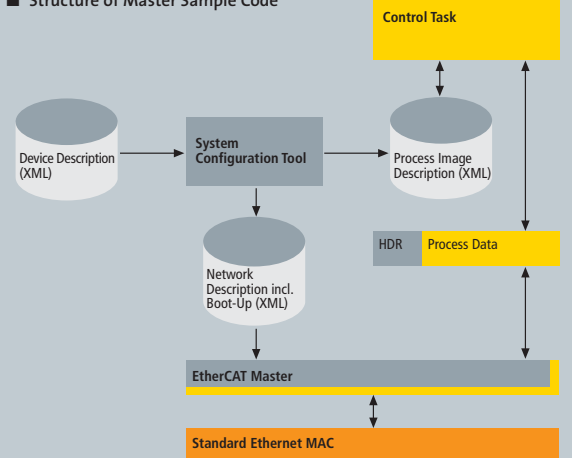 Structure of Master Sample Code
Control Task
Device Description
(XML)
System
Configuration Tool
Process Image
Description (XML)
HDR
Process Data
Network
Description incl.
Boot-Up (XML)
EtherCAT Master
Standard Ethernet MAC